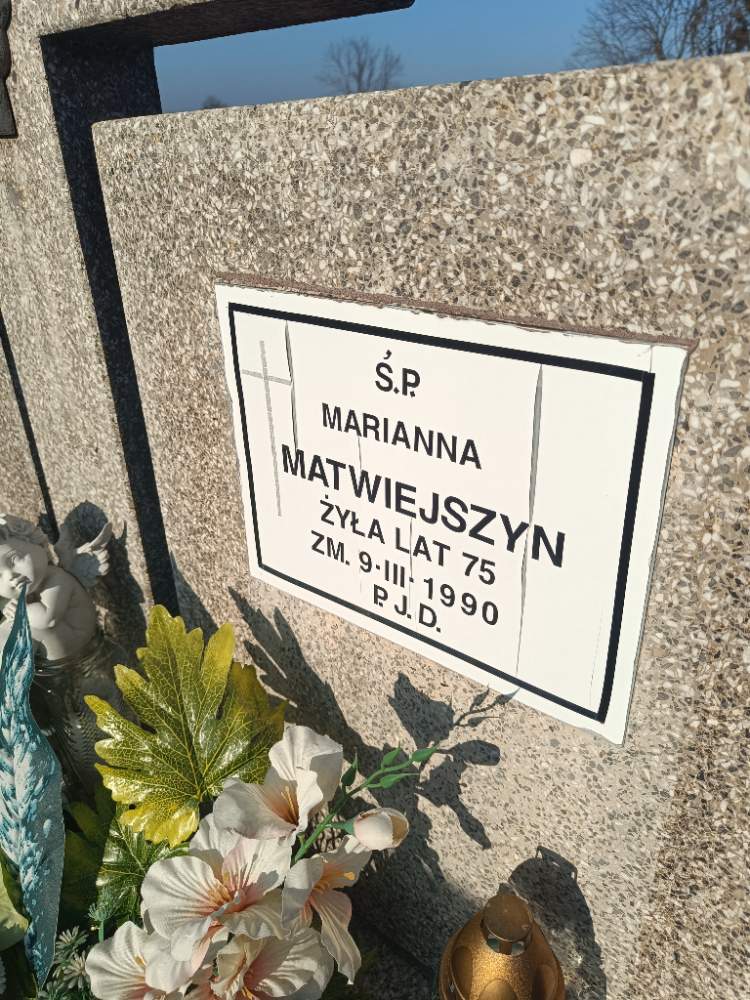 Ś.P.
MARIANNA
MATWIEJSZYN
ŻYŁA LAT 75
ZM. 9-III-1990
P.J.D.